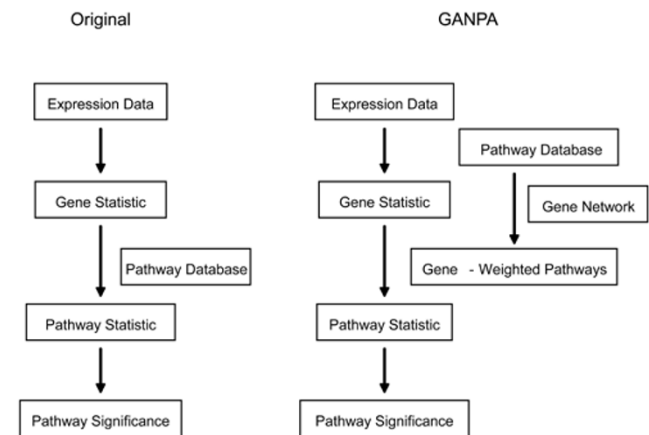 Original
Expression Data
Gene Statistic
Pathway Database
Pathway Statistic
Pathway Significance
GANPA
Expression Data
Pathway Database
Gene Statistic
Gene Network
Gene - Weighted Pathways
Pathway Statistic
Pathway Significance